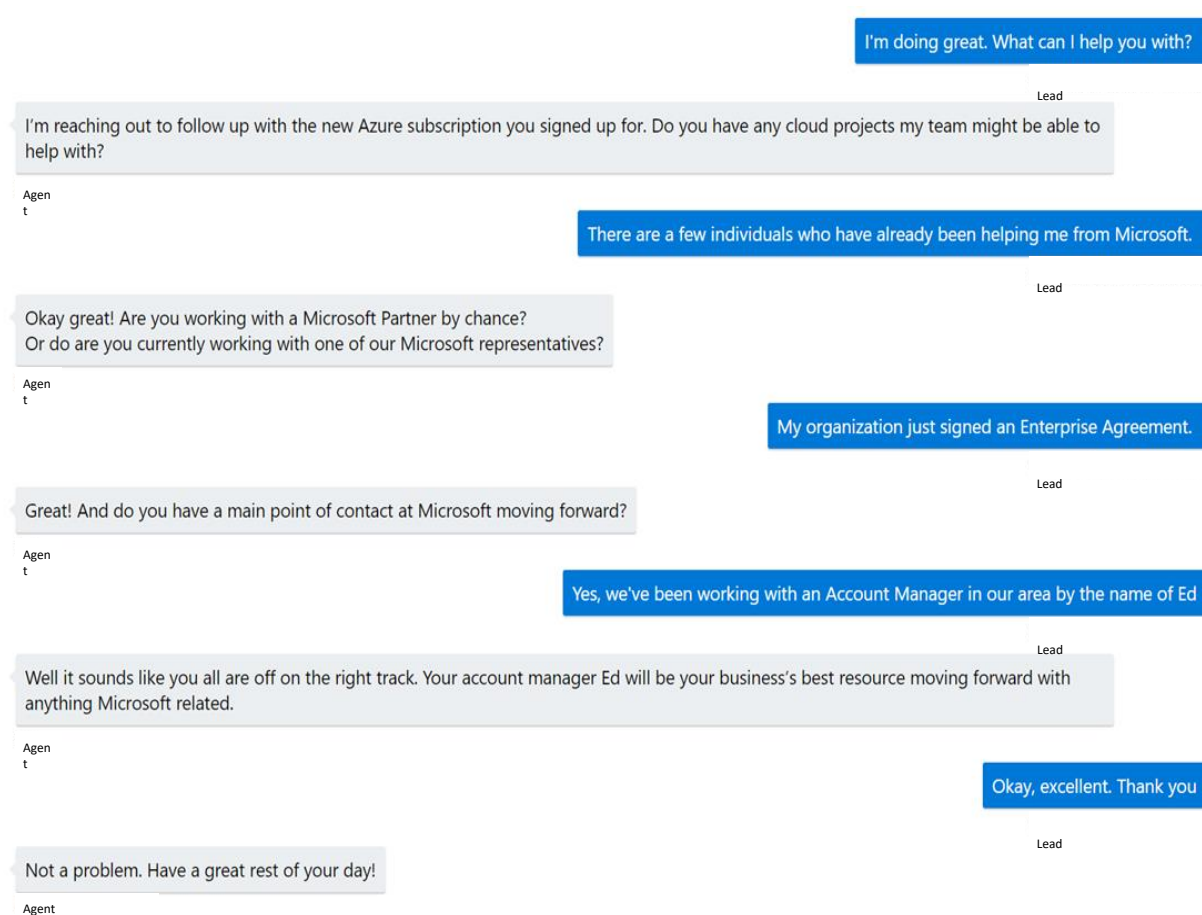 I'm doing great. What can I help you with?
Lead
I'm reaching out to follow up with the new Azure subscription you signed up for. Do you have any cloud projects my team might be able to
help with?
Agen
t
There are a few individuals who have already been helping me from Microsoft.
Lead
Okay great! Are you working with a Microsoft Partner by chance?
Or do are you currently working with one of our Microsoft representatives?
Agen
t
My organization just signed an Enterprise Agreement.
Lead
Great! And do you have a main point of contact at Microsoft moving forward?
Agen
t
Yes, we've been working with an Account Manager in our area by the name of Ed
Lead
Well it sounds like you all are off on the right track. Your account manager Ed will be your business's best resource moving forward with
anything Microsoft related.
Agen
t
Okay, excellent. Thank you
Lead
Not a problem. Have a great rest of your day!
Agent